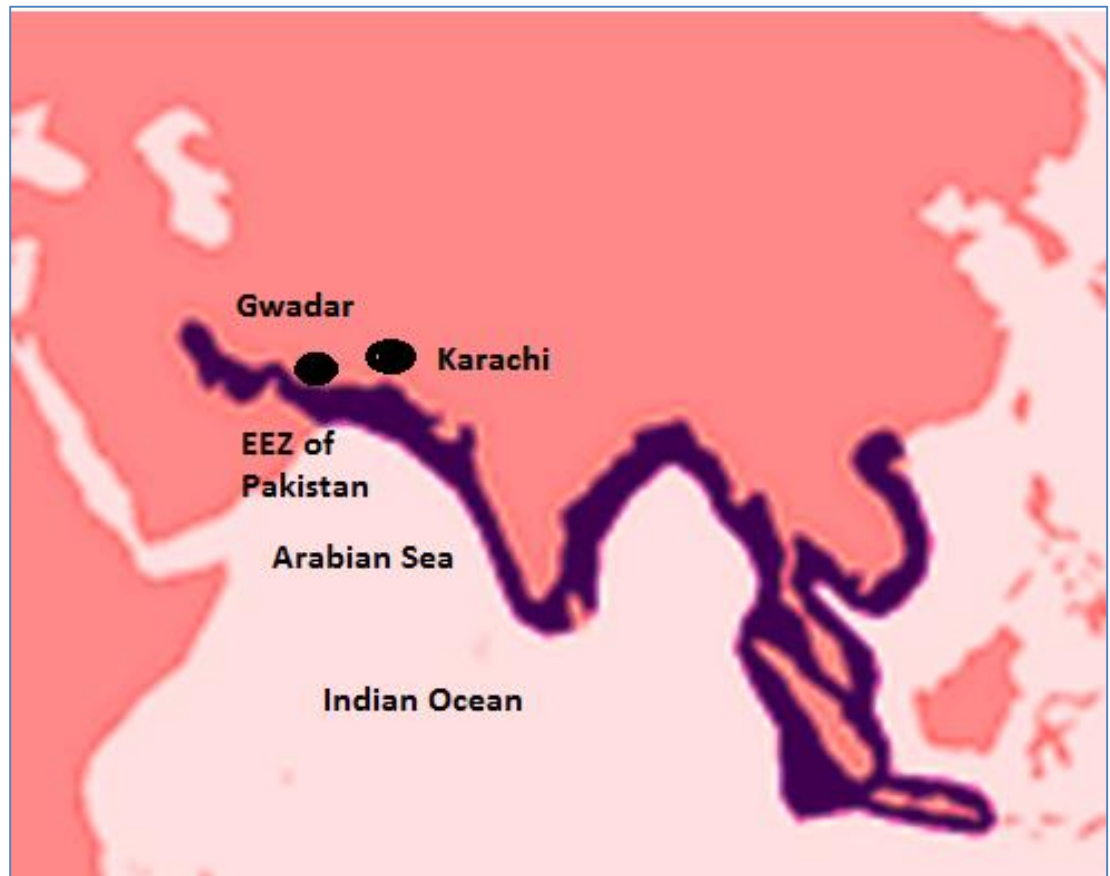 Gwadar
Karachi
EEZ of
Pakistan
Arabian Sea
Indian Ocean